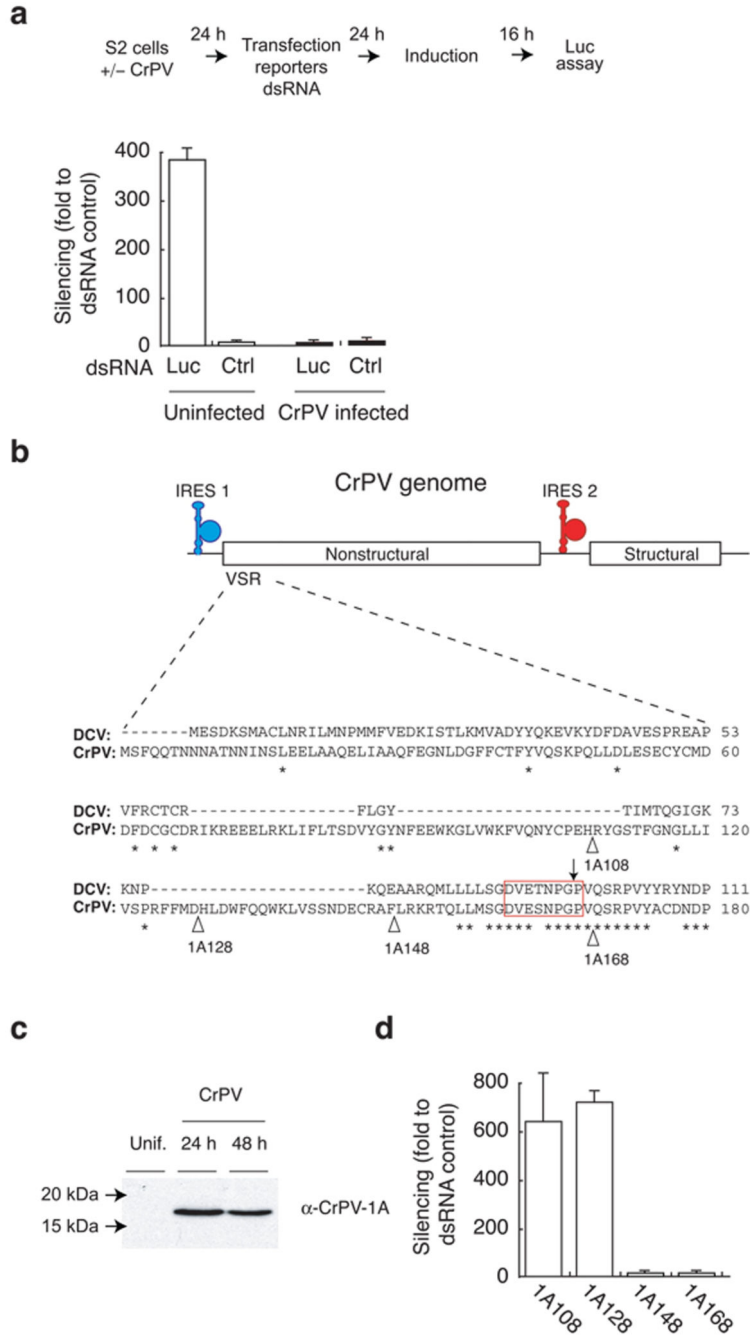 a
S2 cells
+/– CrPV
24 h
Transfection
reporters
dsRNA
24 h
Induction
16 h
Luc
assay
Silencing (fold to
dsRNA control)
400
300
200
100
0
dsRNA Luc Ctrl Luc Ctrl
Uninfected CrPV infected
b
CrPV genome
IRES 1
IRES 2
Nonstructural
Structural
VSR
DCV: -------MESDKSMACLNRILMNPMMFVEDKISTLKMVADYYQKEVKYDFDAVESPREAP 53
CrPV: MSFQQTNNNATNNINSLEELAAQELIAAQFEGNLDGFFCTFYVQSKPQLLDLESECYCMD 60
* * *
DCV: VFRCTCR-----------------FLGY-----------------------TIMTQGIGK 73
CrPV: DFDCGCDRIKREEELRKLIFLTSDVYGYNFEEWKGLVWKFVQNYCPEHRYGSTFGNGLLI 120
* * * ** *
1A108
DCV: KNP----------------------KQEAARQMLLLLSGDVETNPGPVQSRPVYYRYNDP 111
CrPV: VSPRFFMDHLDWFQQWKLVSSNDECRAFLRKRTQLLMSGDVESNPGPVQSRPVYACDNDP 180
* ** ***** *********** ***
1A128
1A148
1A168
c
CrPV
Unif. 24 h 48 h
20 kDa
15 kDa
α-CrPV-1A
d
Silencing (fold to
dsRNA control)
800
600
400
200
0
1A108
1A128
1A148
1A168